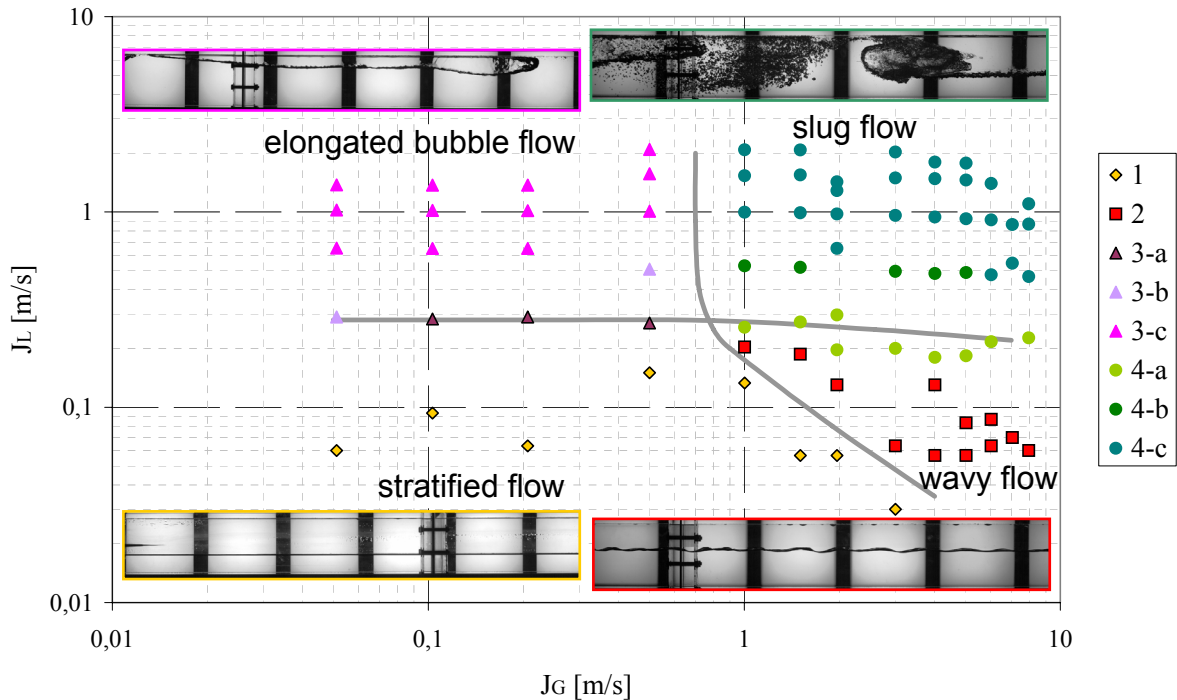 10
elongated bubble flow
slug flow
1
JL [m/s]
0,1
stratified flow
wavy flow
0,01
0,01
0,1
1
10
JG [m/s]
1
2
3-a
3-b
3-c
4-a
4-b
4-c